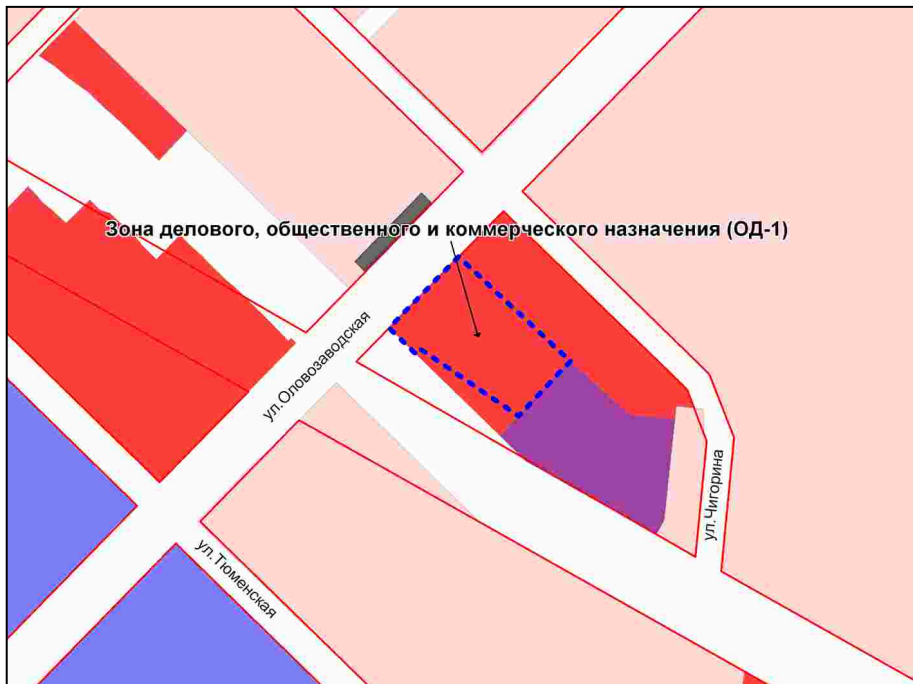 Зона делового, общественного и коммерческого назначения (ОД-1)
ул.Оловозаводская
ул.Чигорина
ул.Тюменская